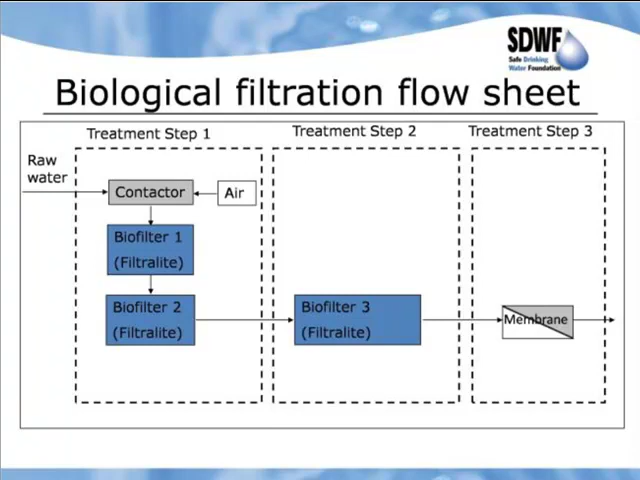 SDWF
Safe Drinking
Water Foundation
Biological filtration flow sheet
Treatment Step 1
Treatment Step 2
Treatment Step 3
Raw
water
Contactor
Air
Biofilter 1
(Filtralite)
Biofilter 2
(Filtralite)
Biofilter 3
(Filtralite)
Membrane